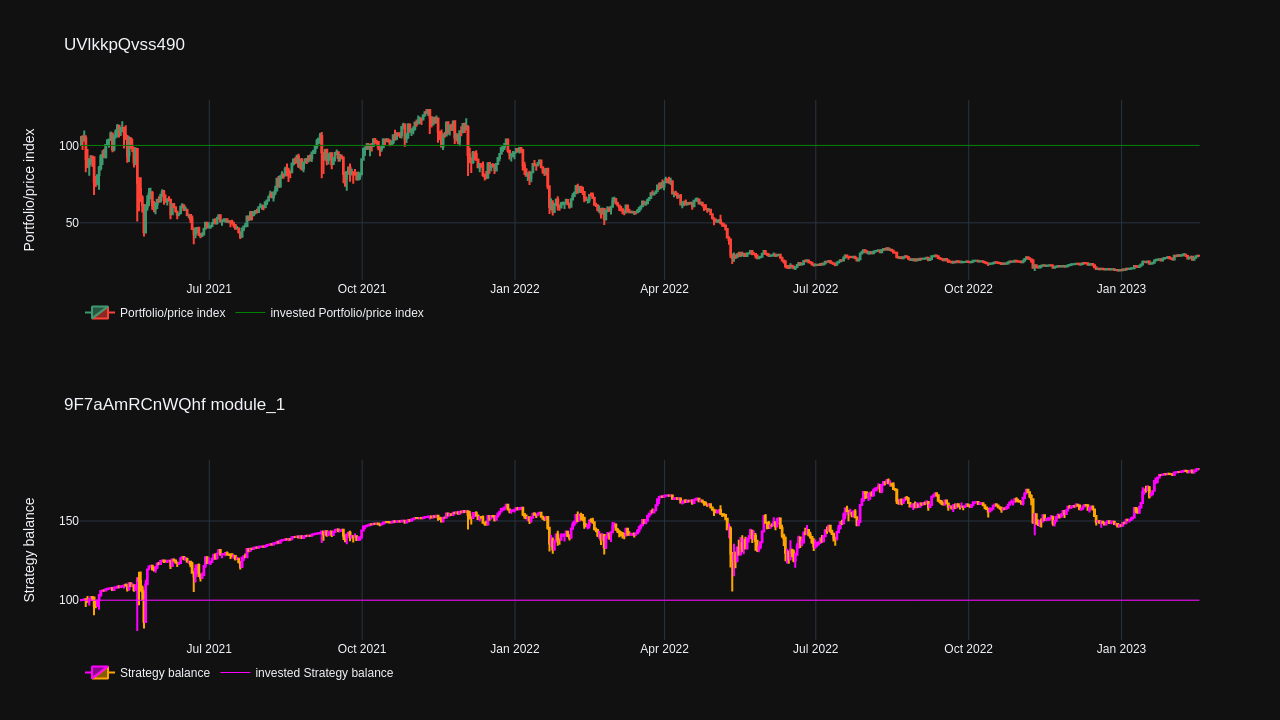 UVlkkpQvss490
Portfolio/price index
100
50
Jul 2021
Oct 2021
Jan 2022
Apr 2022
Jul 2022
Oct 2022
Jan 2023
Portfolio/price index
invested Portfolio/price index
9F7aAmRCnWQhf module_1
Strategy balance
150
100
Jul 2021
Oct 2021
Jan 2022
Apr 2022
Jul 2022
Oct 2022
Jan 2023
Strategy balance
invested Strategy balance